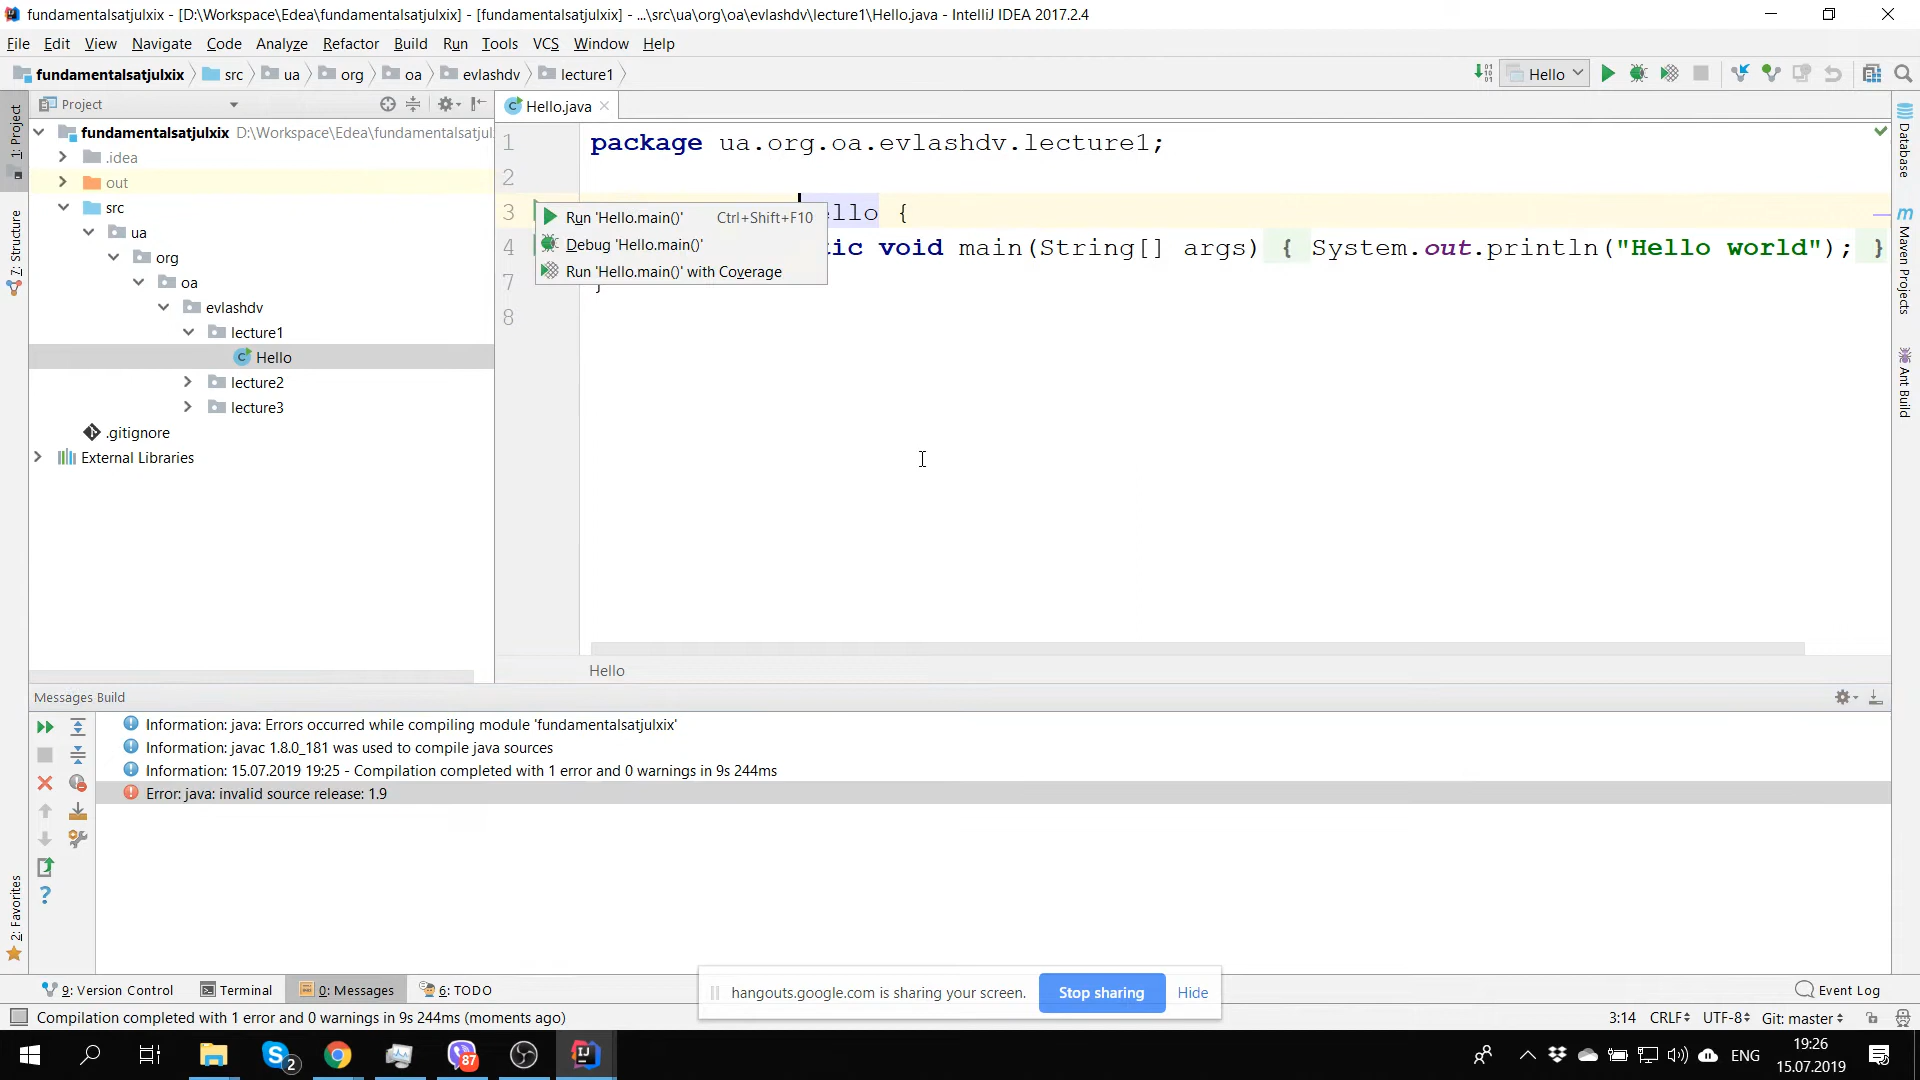 fundamentalsatjulxix - [D:\Workspace\Edea\fundamentalsatjulxix] - [fundamentalsatjulxix] - ...\src\ua\org\oa\evlashdv\lecture1\Hello.java - IntelliJ IDEA 2017.2.4
File Edit View Navigate Code Analyze Refactor Build Run Tools VCS Window Help
fundamentalsatjulxix src ua org oa evlashdv lecture1
Hello
1: Project
7: Structure
2: Favorites
Project
fundamentalsatjulxix D:\Workspace\Edea\fundamentalsatjul
.idea
out
src
ua
org
oa
evlashdv
lecture1
Hello
lecture2
lecture3
.gitignore
External Libraries
Hello.java
1 package ua.org.oa.evlashdv.lecture1;
2
3 ello {
4 tic void main(String[] args) { System.out.println("Hello world"); }
7 }
8
Run 'Hello.main()' Ctrl+Shift+F10
Debug 'Hello.main()'
Run 'Hello.main()' with Coverage
Hello
Database
Maven Projects
Ant Build
Messages Build
Information: java: Errors occurred while compiling module 'fundamentalsatjulxix'
Information: javac 1.8.0_181 was used to compile java sources
Information: 15.07.2019 19:25 - Compilation completed with 1 error and 0 warnings in 9s 244ms
Error: java: invalid source release: 1.9
9: Version Control Terminal 0: Messages 6: TODO
hangouts.google.com is sharing your screen. Stop sharing Hide
Event Log
Compilation completed with 1 error and 0 warnings in 9s 244ms (moments ago)
3:14 CRLF UTF-8 Git: master
2
87
ENG
19:26
15.07.2019